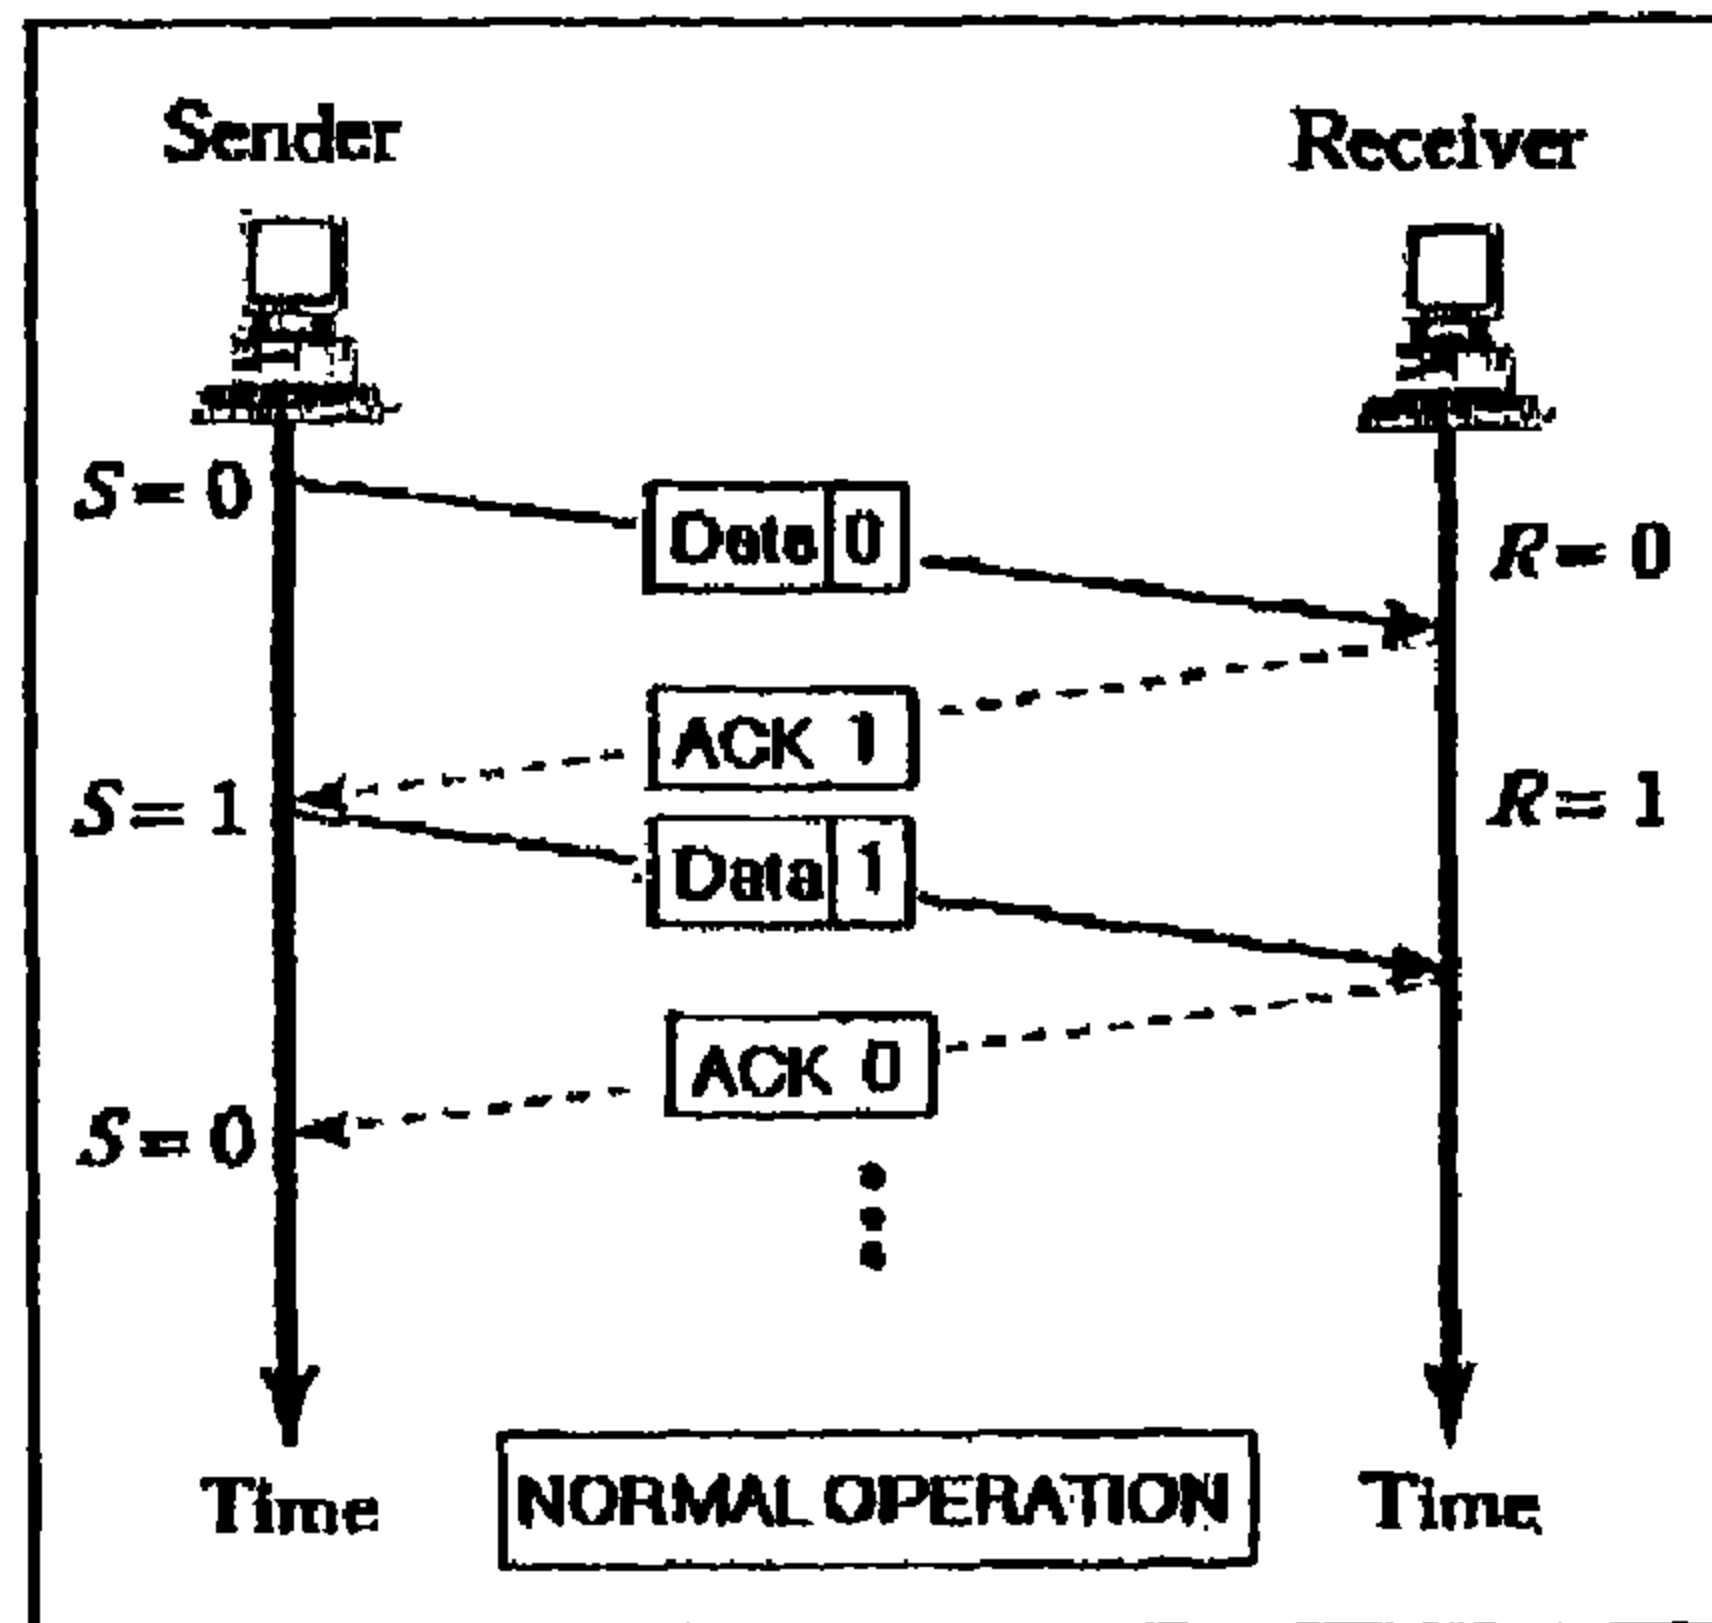 Sender Receiver
S = 0
Data 0
R = 0
ACK 1
S = 1
R = 1
Data 1
ACK 0
S = 0
Time NORMAL OPERATION Time